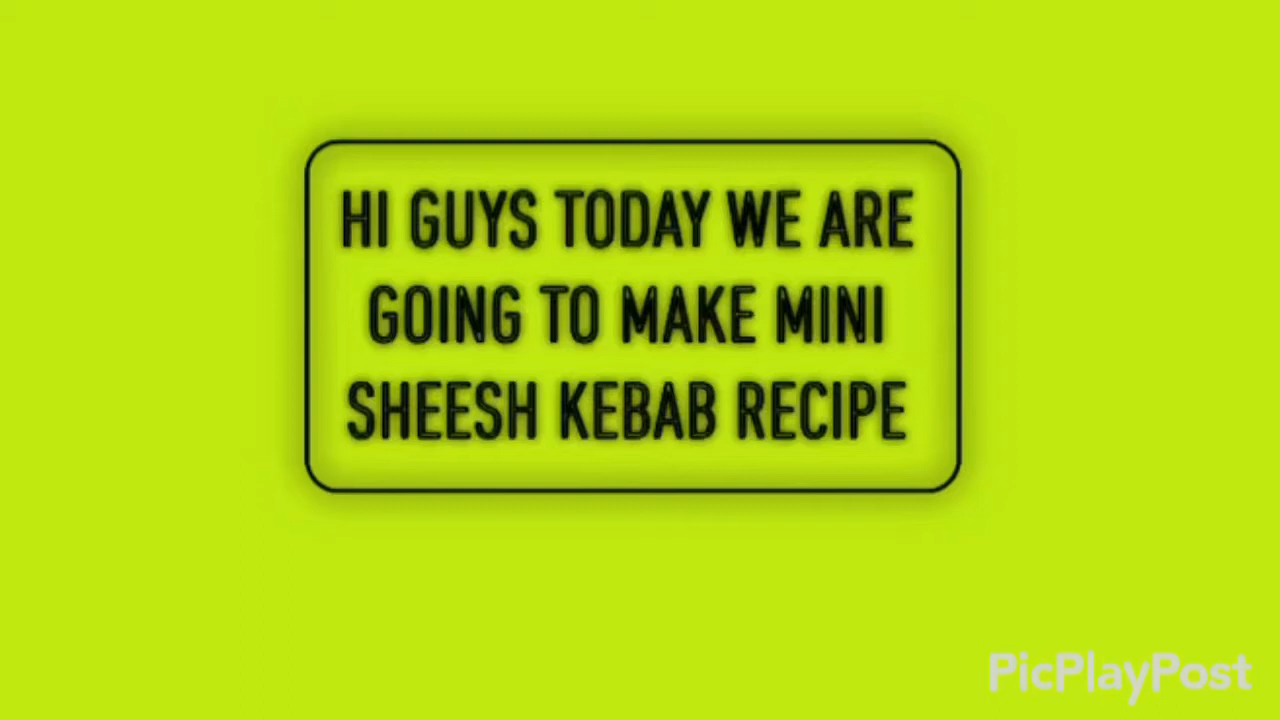 HI GUYS TODAY WE ARE
GOING TO MAKE MINI
SHEESH KEBAB RECIPE
PicPlayPost